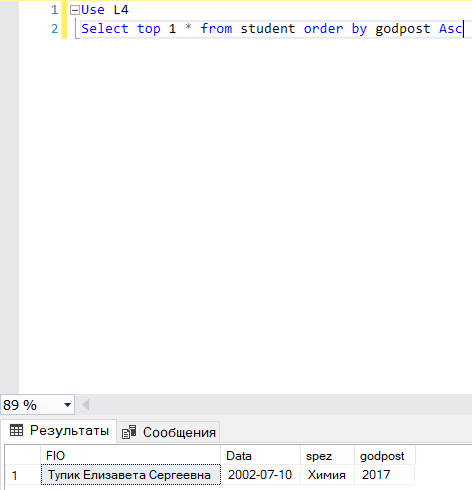 1 Use L4
2 Select top 1 * from student order by godpost Asc
89 %
Результаты Сообщения
FIO Data spez godpost
1 Тупик Елизавета Сергеевна 2002-07-10 Химия 2017